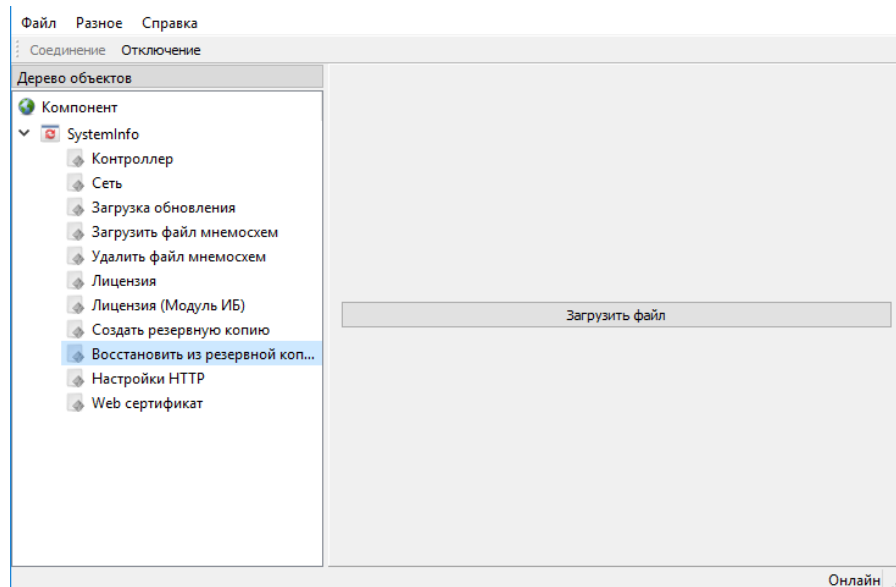 Файл Разное Справка
Соединение Отключение
Дерево объектов
Компонент
SystemInfo
Контроллер
Сеть
Загрузка обновления
Загрузить файл мнемосхем
Удалить файл мнемосхем
Лицензия
Лицензия (Модуль ИБ)
Создать резервную копию
Восстановить из резервной коп...
Настройки HTTP
Web сертификат
Загрузить файл
Онлайн